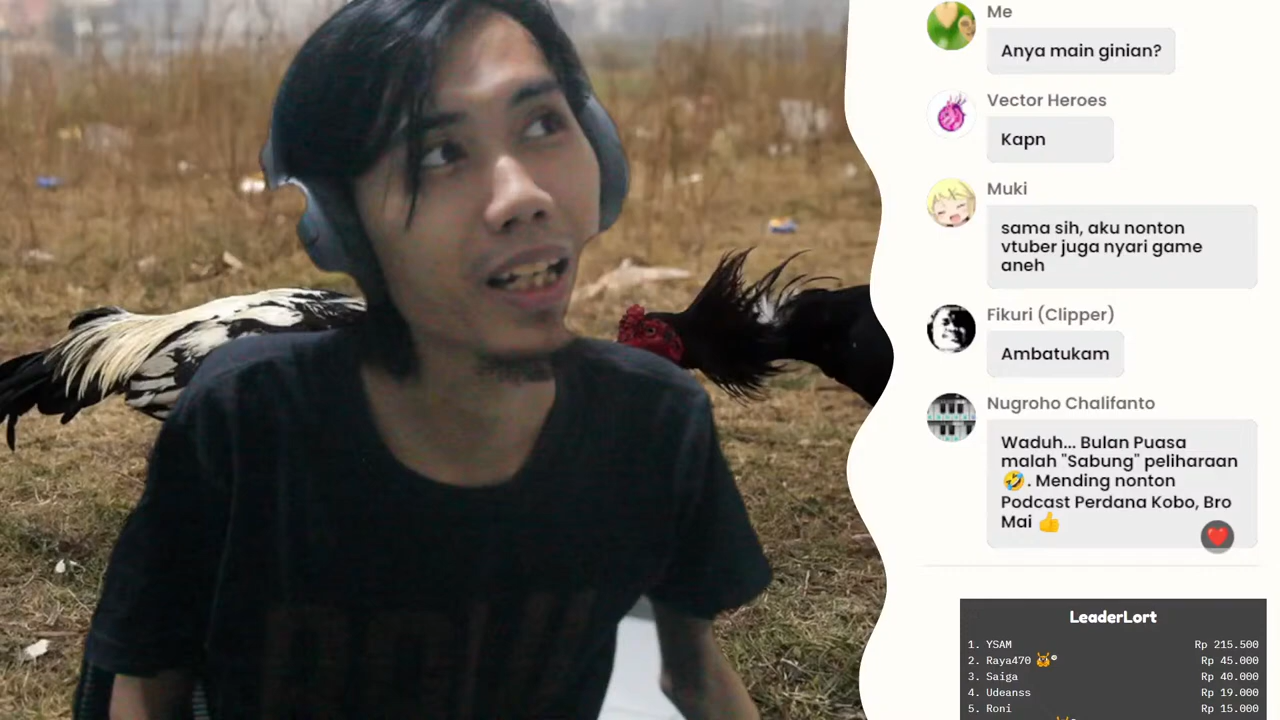 Me
Anya main ginian?
Vector Heroes
Kapn
Muki
sama sih, aku nonton
vtuber juga nyari game
aneh
Fikuri (Clipper)
Ambatukam
Nugroho Chalifanto
Waduh... Bulan Puasa
malah "Sabung" peliharaan
🤣. Mending nonton
Podcast Perdana Kobo, Bro
Mai 👍
LeaderLort
1. YSAM Rp 215.500
2. Raya470 Rp 45.000
3. Saiga Rp 40.000
4. Udeanss Rp 19.000
5. Roni Rp 15.000